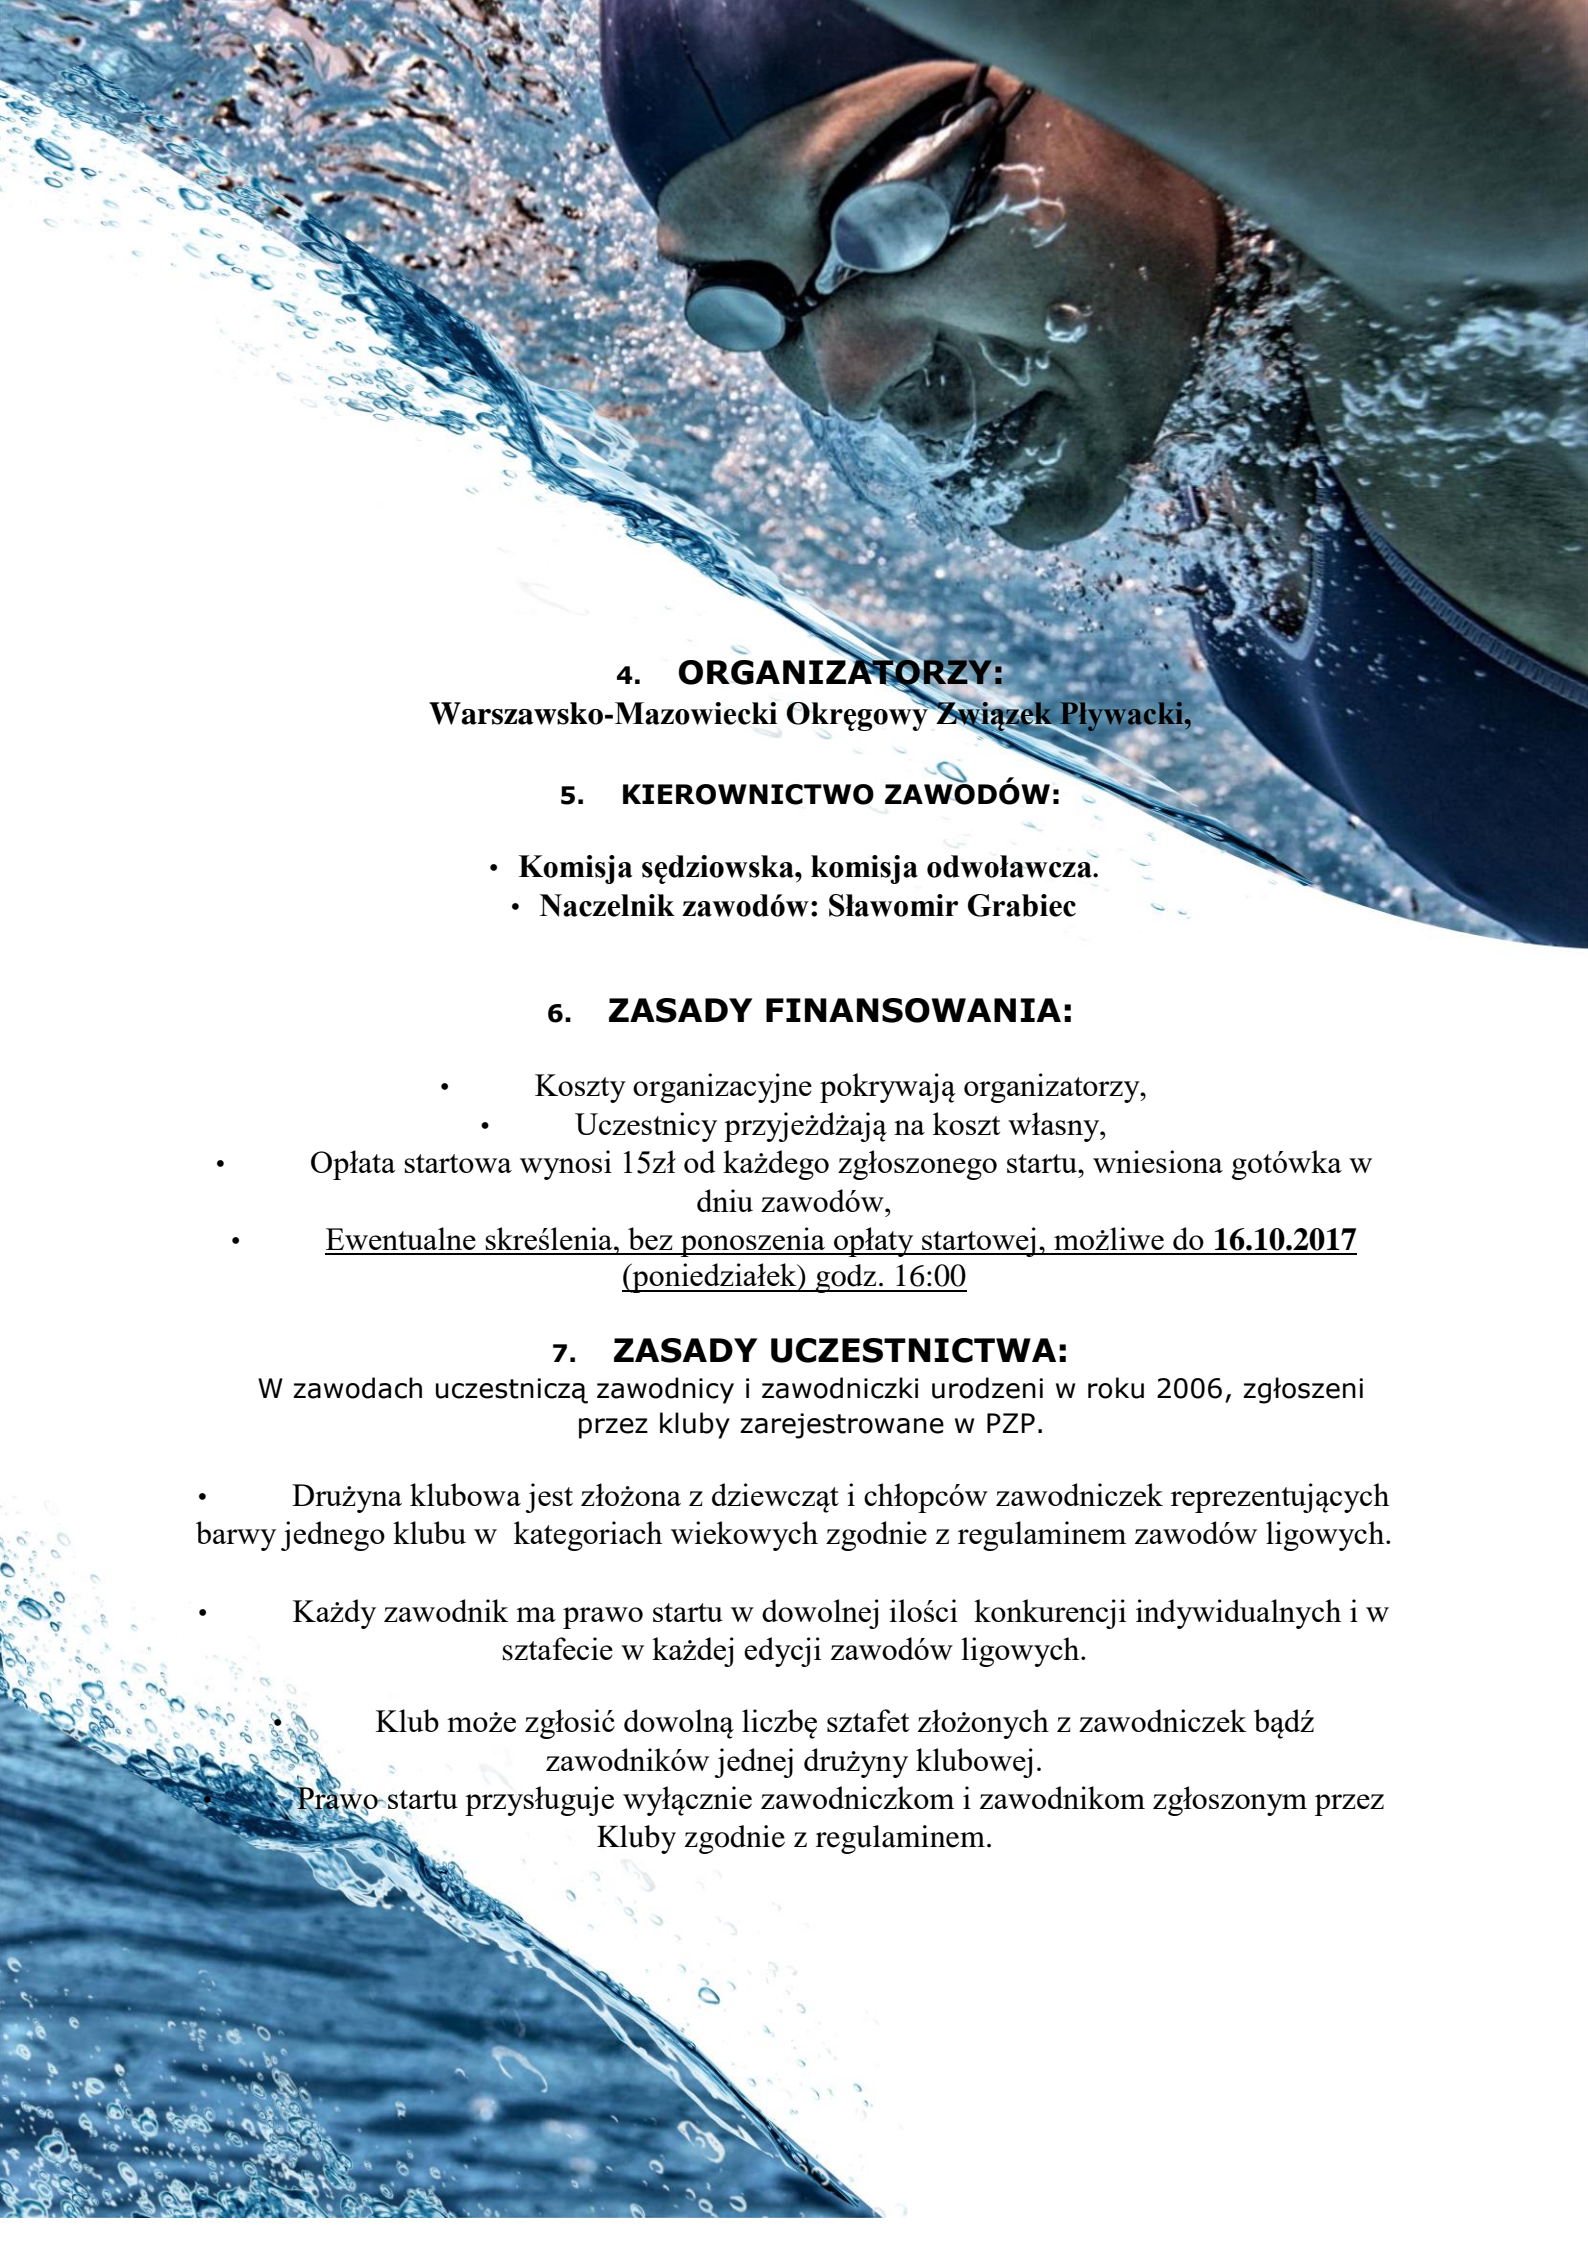 4. ORGANIZATORZY:
Warszawsko-Mazowiecki Okręgowy Związek Pływacki,
5. KIEROWNICTWO ZAWODÓW:
• Komisja sędziowska, komisja odwoławcza.
• Naczelnik zawodów: Sławomir Grabiec
6. ZASADY FINANSOWANIA:
• Koszty organizacyjne pokrywają organizatorzy,
• Uczestnicy przyjeżdżają na koszt własny,
• Opłata startowa wynosi 15zł od każdego zgłoszonego startu, wniesiona gotówka w
dniu zawodów,
• Ewentualne skreślenia, bez ponoszenia opłaty startowej, możliwe do 16.10.2017
(poniedziałek) godz. 16:00
7. ZASADY UCZESTNICTWA:
W zawodach uczestniczą zawodnicy i zawodniczki urodzeni w roku 2006, zgłoszeni
przez kluby zarejestrowane w PZP.
• Drużyna klubowa jest złożona z dziewcząt i chłopców zawodniczek reprezentujących
barwy jednego klubu w kategoriach wiekowych zgodnie z regulaminem zawodów ligowych.
• Każdy zawodnik ma prawo startu w dowolnej ilości konkurencji indywidualnych i w
sztafecie w każdej edycji zawodów ligowych.
• Klub może zgłosić dowolną liczbę sztafet złożonych z zawodniczek bądź
zawodników jednej drużyny klubowej.
• Prawo startu przysługuje wyłącznie zawodniczkom i zawodnikom zgłoszonym przez
Kluby zgodnie z regulaminem.